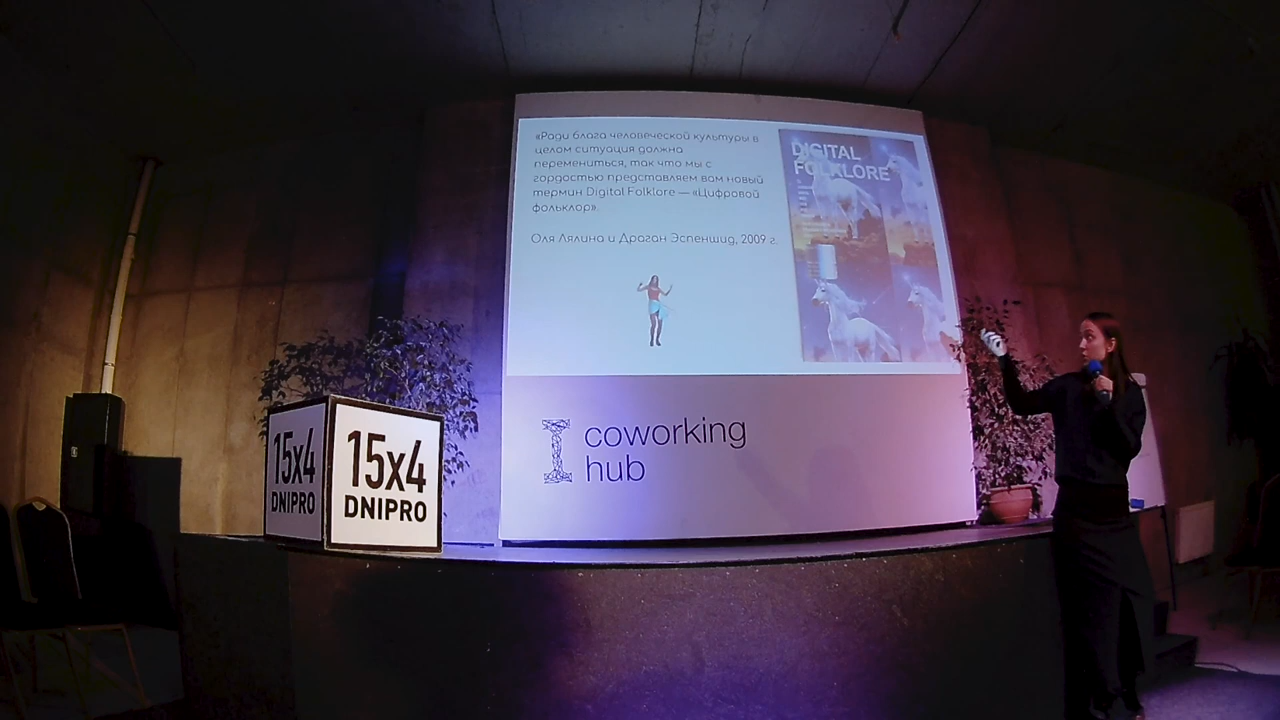 «Ради блага человеческой культуры в
целом ситуация должна
перемениться, так что мы с
гордостью представляем вам новый
термин Digital Folklore — «Цифровой
фольклор».
Оля Лялина и Драган Эспеншид, 2009 г.
DIGITAL
FOLKLORE
coworking
hub
15x4
DNIPRO
15x4
DNIPRO